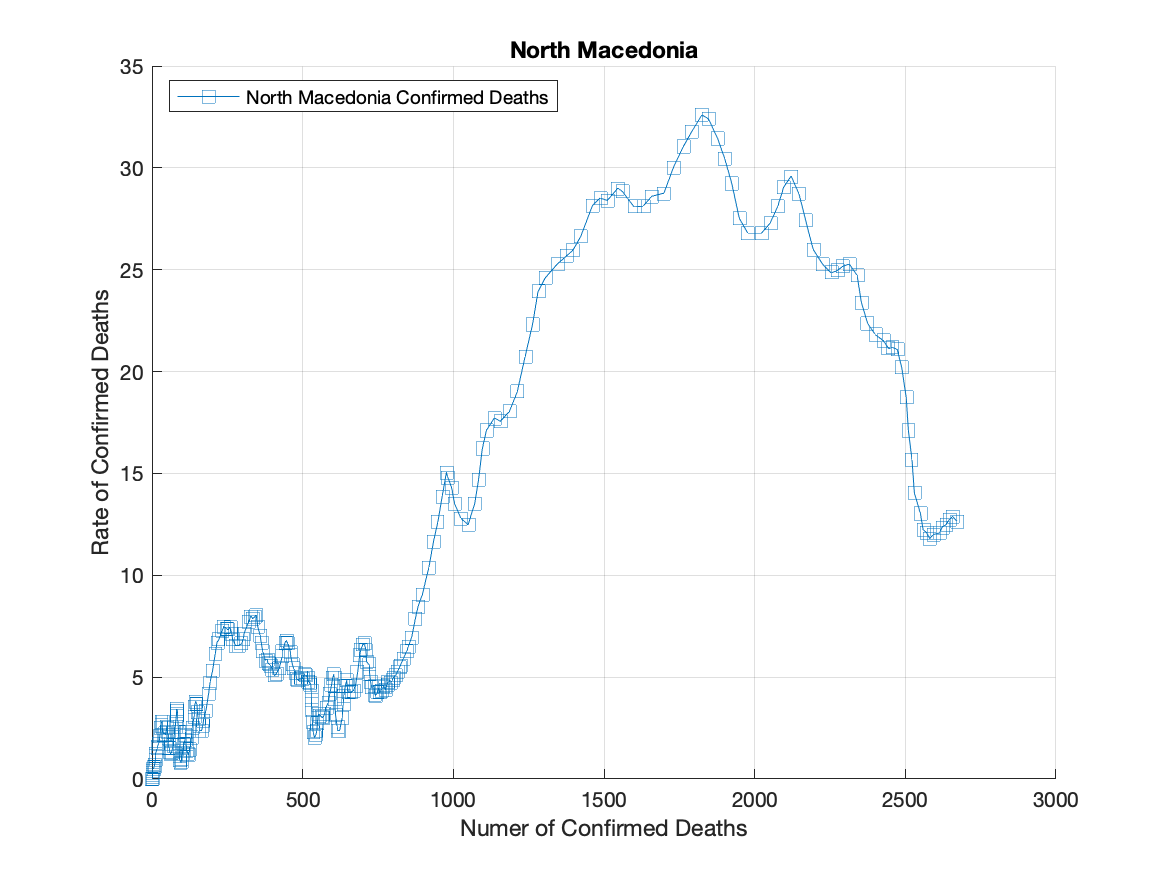 North Macedonia
North Macedonia Confirmed Deaths
35
30
25
20
15
10
5
0
Rate of Confirmed Deaths
0 500 1000 1500 2000 2500 3000
Numer of Confirmed Deaths